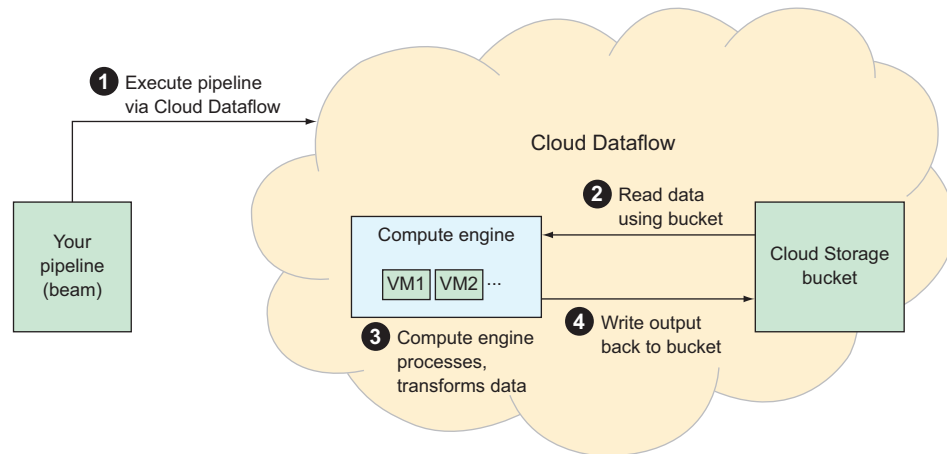 1 Execute pipeline
via Cloud Dataflow
Cloud Dataflow
2 Read data
using bucket
Your
pipeline
(beam)
Compute engine
VM1 VM2 ...
Cloud Storage
bucket
3 Compute engine
processes,
transforms data
4 Write output
back to bucket